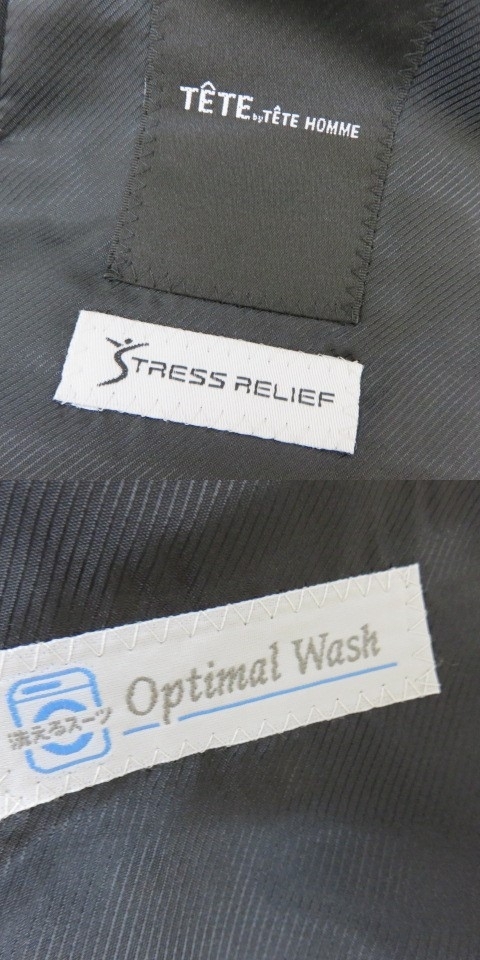 TÊTE by TÊTE HOMME
STRESS RELIEF
Optimal Wash
洗えるスーツ